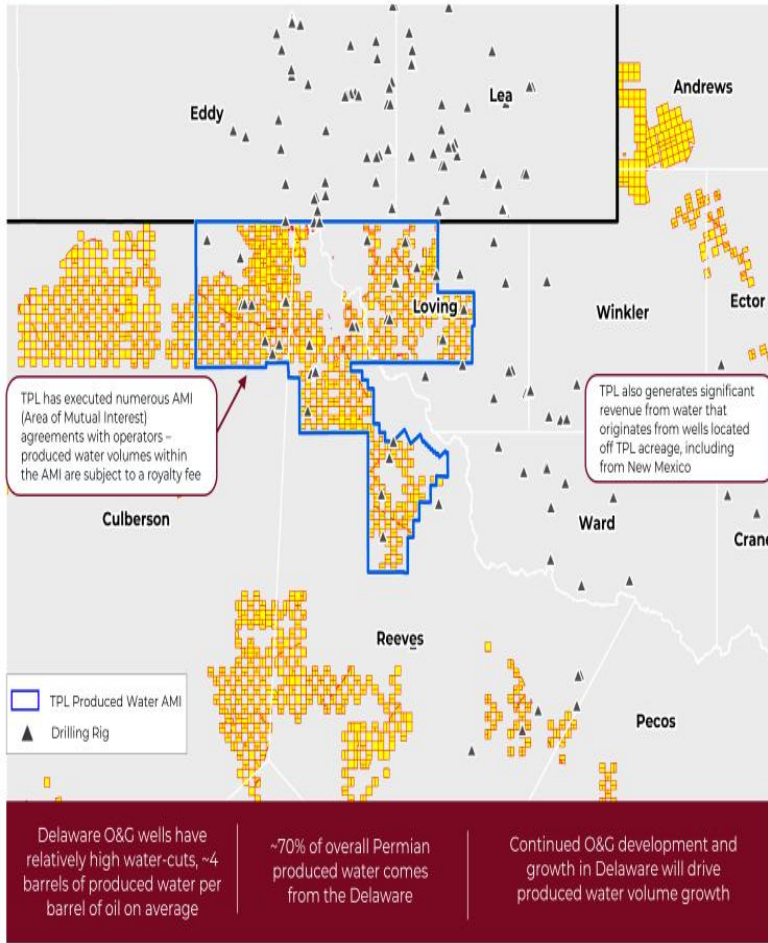 Andrews
Lea
Eddy
Ector
Winkler
Loving
TPL has executed numerous AMI
(Area of Mutual Interest)
agreements with operators –
produced water volumes within
the AMI are subject to a royalty fee
TPL also generates significant
revenue from water that
originates from wells located
off TPL acreage, including
from New Mexico
Culberson
Ward
Crane
Reeves
TPL Produced Water AMI
Drilling Rig
Pecos
Delaware O&G wells have
relatively high water-cuts, ~4
barrels of produced water per
barrel of oil on average
~70% of overall Permian
produced water comes
from the Delaware
Continued O&G development and
growth in Delaware will drive
produced water volume growth